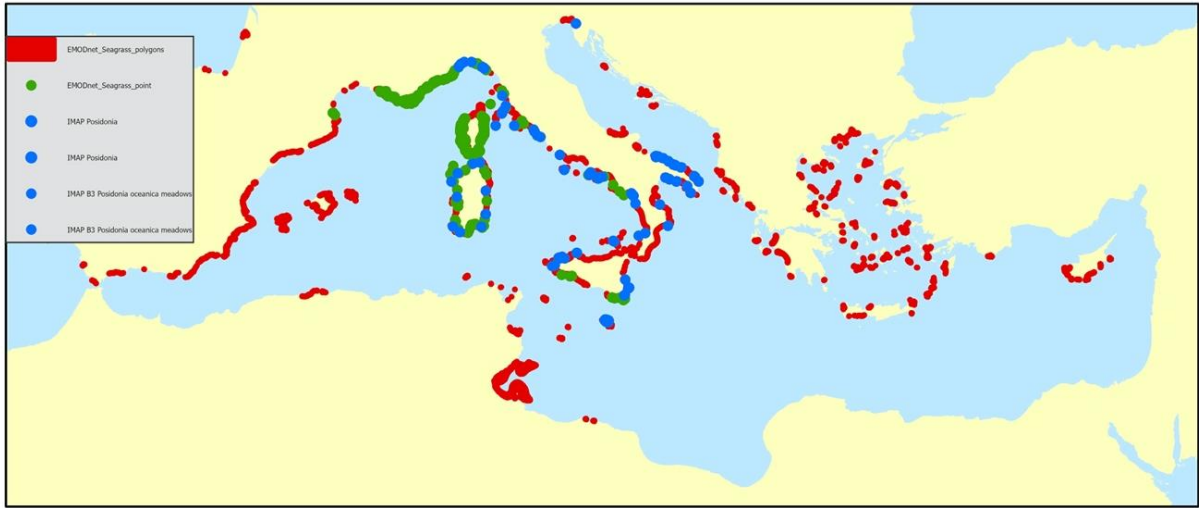 EMODnet_Seagrass_polygons
EMODnet_Seagrass_point
IMAP Posidonia
IMAP Posidonia
IMAP B3 Posidonia oceanica meadows
IMAP B3 Posidonia oceanica meadows